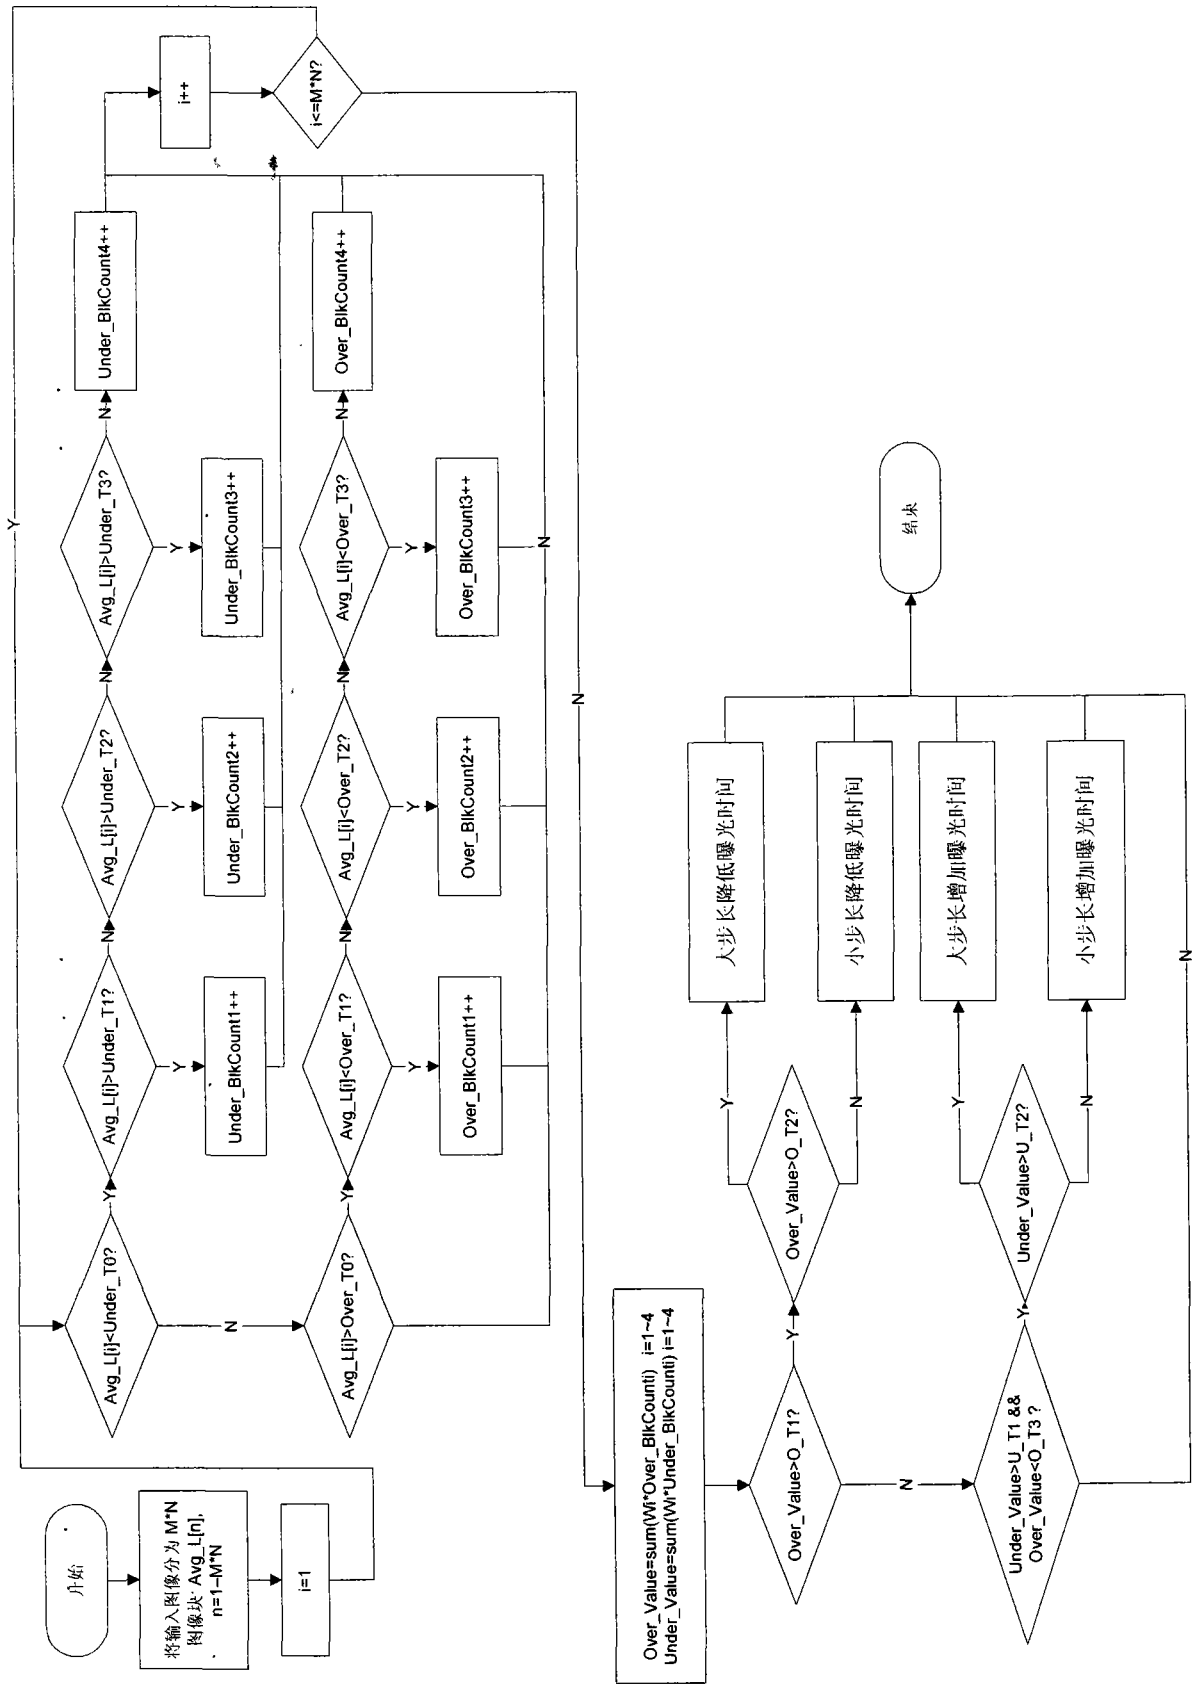 开始
将输入图像分为 M*N
图像块 Avg_L[n],
n=1~M*N
i=1
Avg_L[i]<Under_T0?
Y
Avg_L[i]>Under_T1?
N
Avg_L[i]>Under_T2?
N
Avg_L[i]>Under_T3?
N
Under_BlkCount4++
Y
Under_BlkCount1++
Y
Under_BlkCount2++
Y
Under_BlkCount3++
N
Avg_L[i]>Over_T0?
Y
Avg_L[i]<Over_T1?
N
Avg_L[i]<Over_T2?
N
Avg_L[i]<Over_T3?
N
Over_BlkCount4++
Y
Over_BlkCount1++
Y
Over_BlkCount2++
Y
Over_BlkCount3++
N
i++
i<=M*N?
Y
N
Over_Value=sum(Wi*Over_BlkCounti) i=1~4
Under_Value=sum(Wi*Under_BlkCounti) i=1~4
Over_Value>O_T1?
Y
Over_Value>O_T2?
Y
大步长降低曝光时间
N
小步长降低曝光时间
N
Under_Value>U_T1 &&
Over_Value<O_T3 ?
Y
Under_Value>U_T2?
Y
大步长增加曝光时间
N
小步长增加曝光时间
N
结束